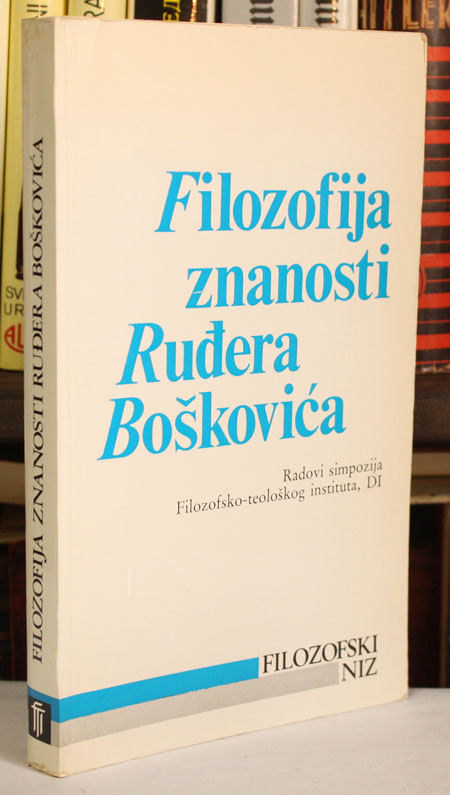 Filozofija
znanosti
Ruđera
Boškovića
Radovi simpozija
Filozofsko-teološkog instituta, DI
FILOZOFSKI
NIZ
FILOZOFIJA ZNANOSTI RUĐERA BOŠKOVIĆA